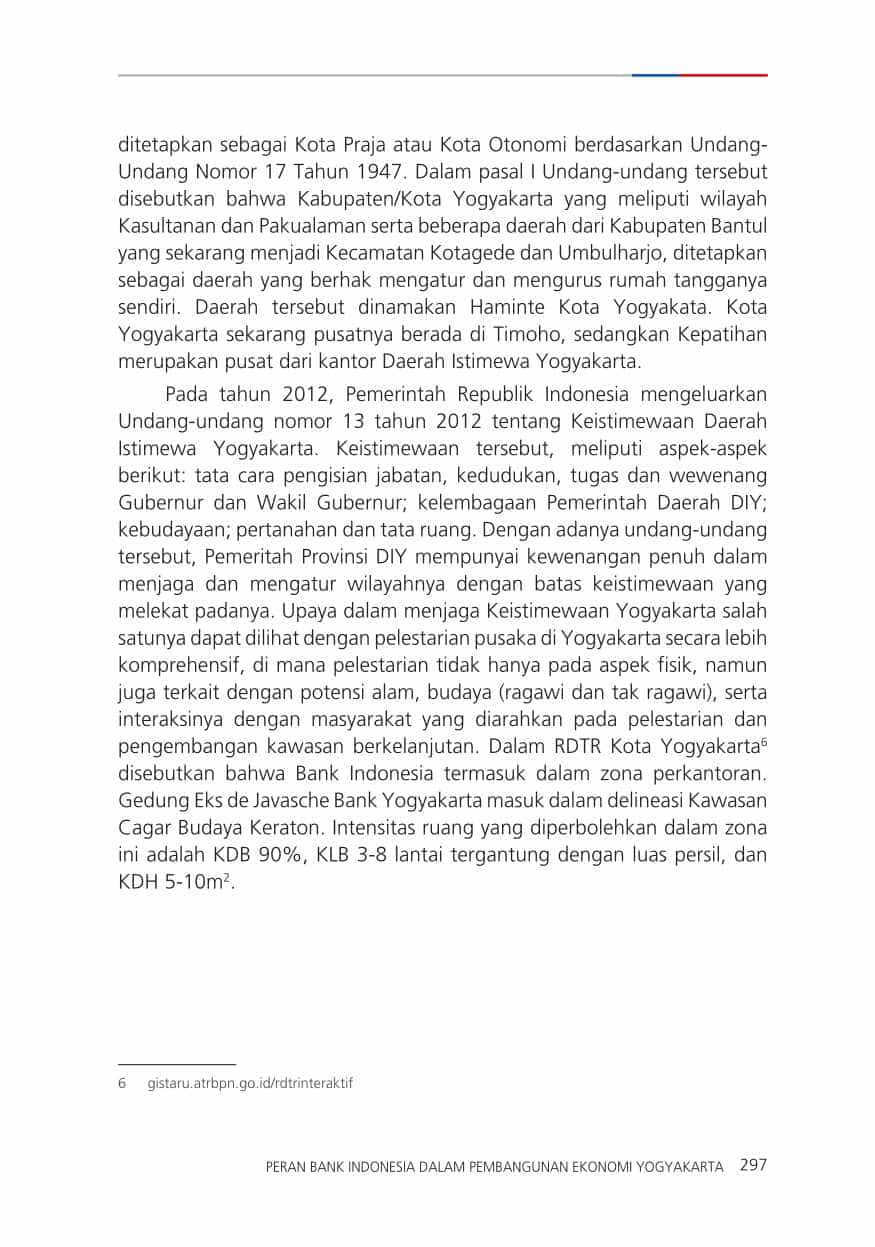 ditetapkan sebagai Kota Praja atau Kota Otonomi berdasarkan Undang-
Undang Nomor 17 Tahun 1947. Dalam pasal I Undang-undang tersebut
disebutkan bahwa Kabupaten/Kota Yogyakarta yang meliputi wilayah
Kasultanan dan Pakualaman serta beberapa daerah dari Kabupaten Bantul
yang sekarang menjadi Kecamatan Kotagede dan Umbulharjo, ditetapkan
sebagai daerah yang berhak mengatur dan mengurus rumah tangganya
sendiri. Daerah tersebut dinamakan Haminte Kota Yogyakata. Kota
Yogyakarta sekarang pusatnya berada di Timoho, sedangkan Kepatihan
merupakan pusat dari kantor Daerah Istimewa Yogyakarta.
Pada tahun 2012, Pemerintah Republik Indonesia mengeluarkan
Undang-undang nomor 13 tahun 2012 tentang Keistimewaan Daerah
Istimewa Yogyakarta. Keistimewaan tersebut, meliputi aspek-aspek
berikut: tata cara pengisian jabatan, kedudukan, tugas dan wewenang
Gubernur dan Wakil Gubernur; kelembagaan Pemerintah Daerah DIY;
kebudayaan; pertanahan dan tata ruang. Dengan adanya undang-undang
tersebut, Pemeritah Provinsi DIY mempunyai kewenangan penuh dalam
menjaga dan mengatur wilayahnya dengan batas keistimewaan yang
melekat padanya. Upaya dalam menjaga Keistimewaan Yogyakarta salah
satunya dapat dilihat dengan pelestarian pusaka di Yogyakarta secara lebih
komprehensif, di mana pelestarian tidak hanya pada aspek fisik, namun
juga terkait dengan potensi alam, budaya (ragawi dan tak ragawi), serta
interaksinya dengan masyarakat yang diarahkan pada pelestarian dan
pengembangan kawasan berkelanjutan. Dalam RDTR Kota Yogyakarta⁶
disebutkan bahwa Bank Indonesia termasuk dalam zona perkantoran.
Gedung Eks de Javasche Bank Yogyakarta masuk dalam delineasi Kawasan
Cagar Budaya Keraton. Intensitas ruang yang diperbolehkan dalam zona
ini adalah KDB 90%, KLB 3-8 lantai tergantung dengan luas persil, dan
KDH 5-10m².
6 gistaru.atrbpn.go.id/rdtrinteraktif
PERAN BANK INDONESIA DALAM PEMBANGUNAN EKONOMI YOGYAKARTA 297